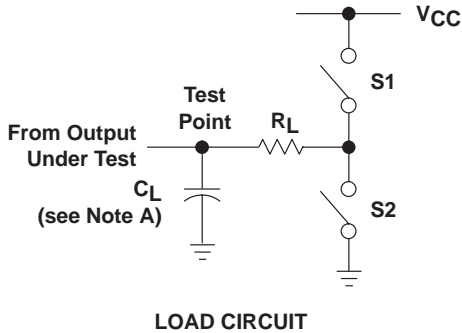 VCC
S1
Test
Point
RL
From Output
Under Test
CL
(see Note A)
S2
LOAD CIRCUIT